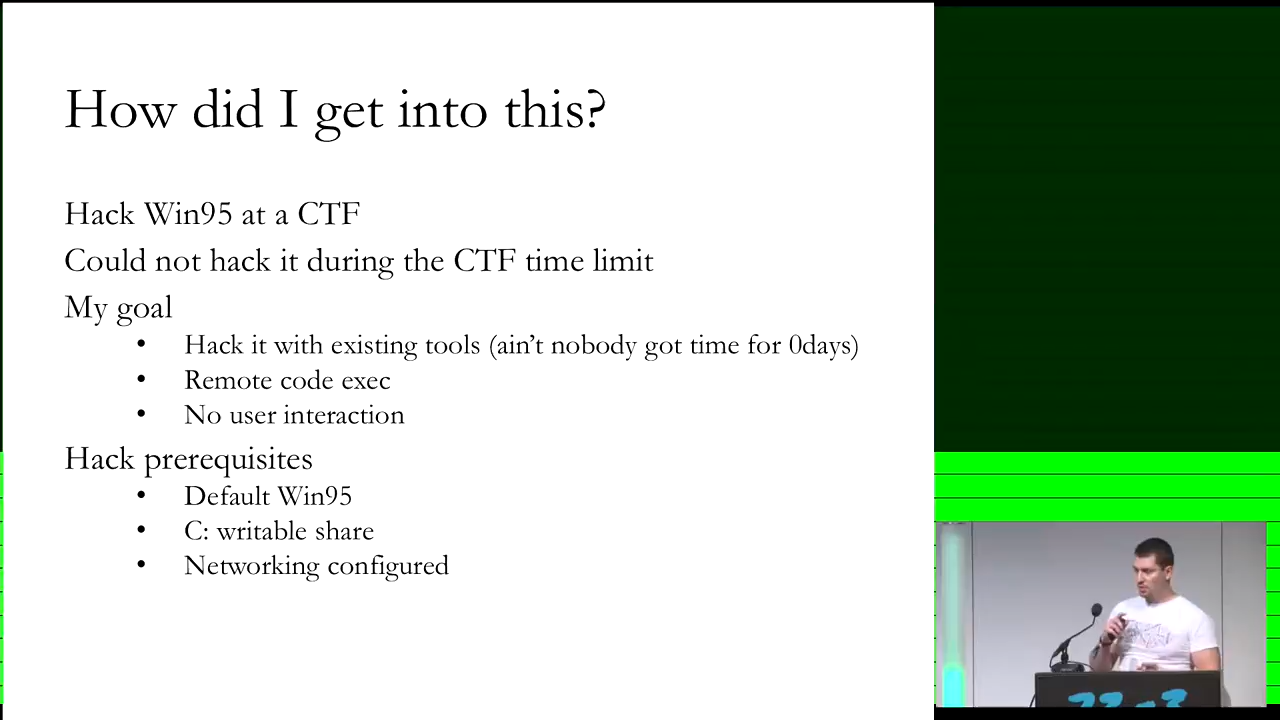 How did I get into this?
Hack Win95 at a CTF
Could not hack it during the CTF time limit
My goal
• Hack it with existing tools (ain't nobody got time for 0days)
• Remote code exec
• No user interaction
Hack prerequisites
• Default Win95
• C: writable share
• Networking configured